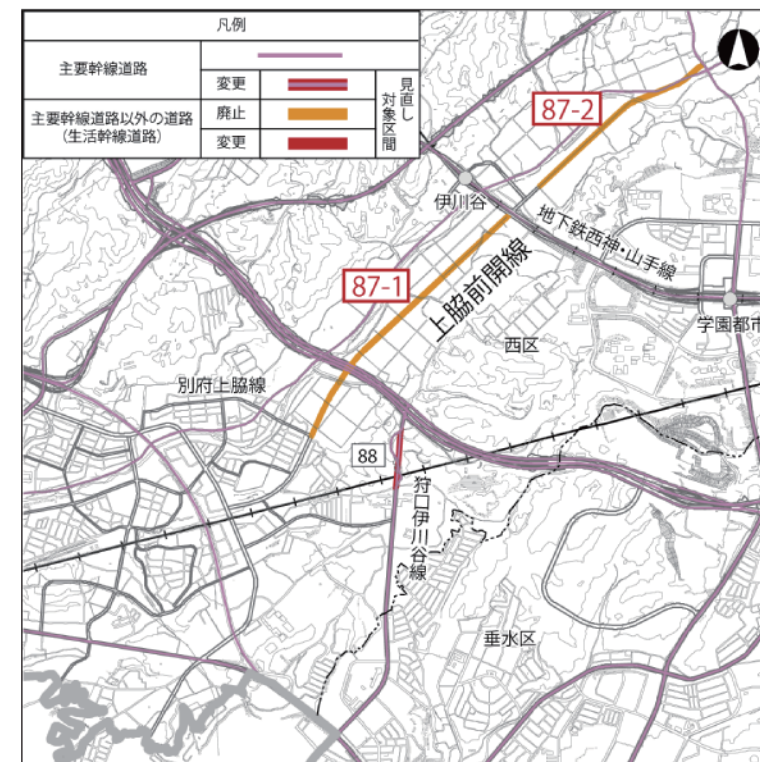 凡例
主要幹線道路
変更
主要幹線道路以外の道路
(生活幹線道路)
廃止
変更
見直し
対象区間
87-2
伊川谷
地下鉄西神・山手線
87-1
上脇前開線
学園都市
西区
別府上脇線
88
狩口伊川谷線
垂水区